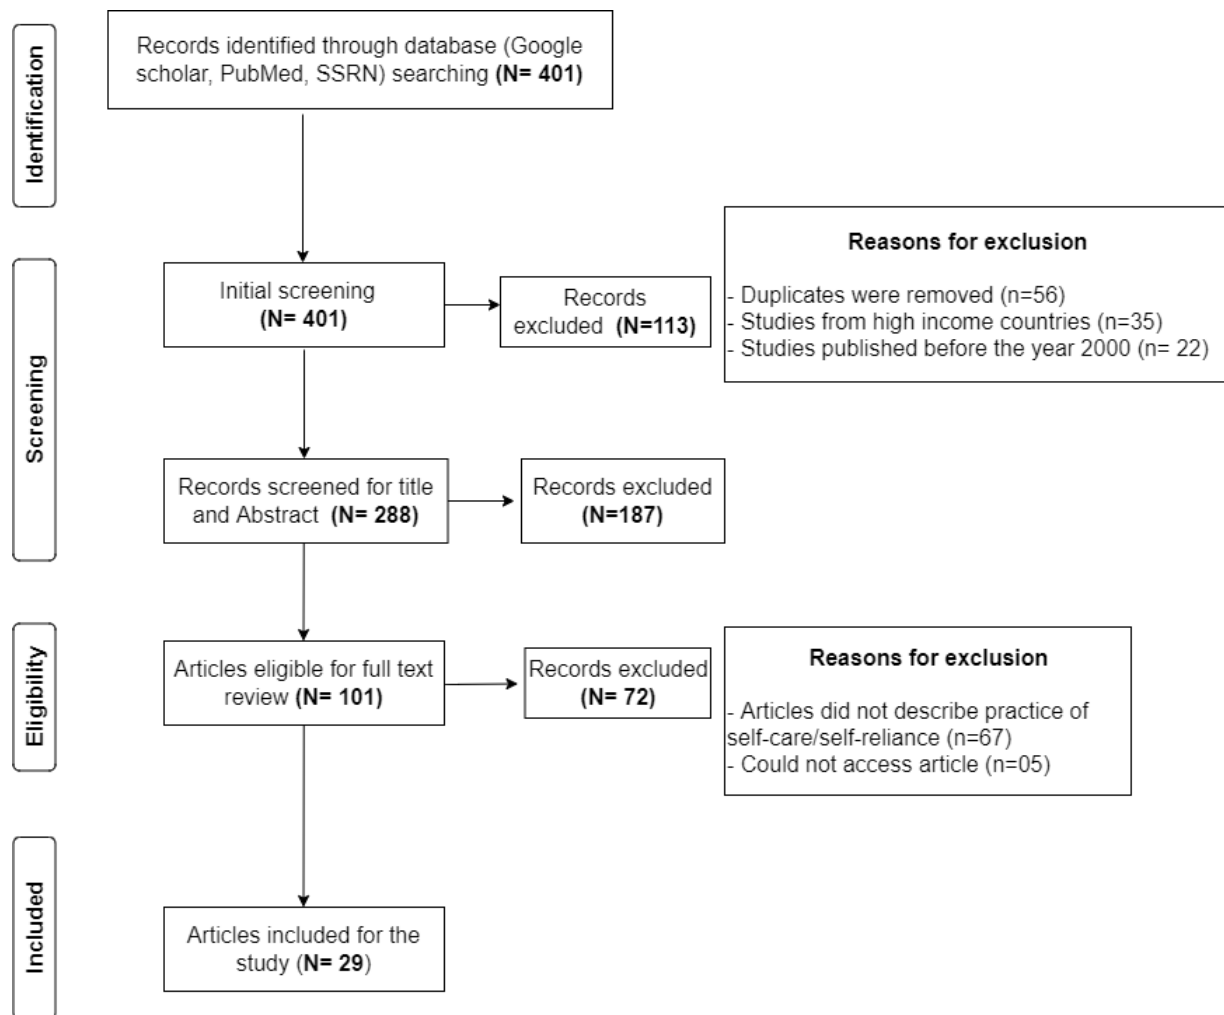 Identification
Records identified through database (Google
scholar, PubMed, SSRN) searching (N= 401)
Screening
Initial screening
(N= 401)
Records
excluded (N=113)
Reasons for exclusion
- Duplicates were removed (n=56)
- Studies from high income countries (n=35)
- Studies published before the year 2000 (n= 22)
Records screened for title
and Abstract (N= 288)
Records excluded
(N=187)
Eligibility
Articles eligible for full text
review (N= 101)
Records excluded
(N= 72)
Reasons for exclusion
- Articles did not describe practice of
self-care/self-reliance (n=67)
- Could not access article (n=05)
Included
Articles included for the
study (N= 29)